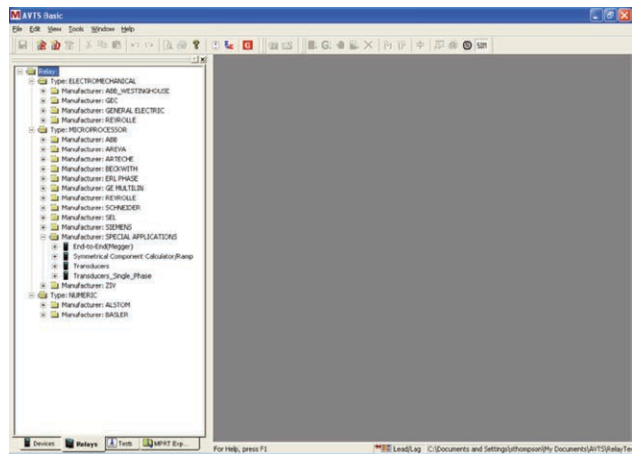 AVTS Basic
File Edit View Tools Window Help
Relay
Type: ELECTROMECHANICAL
Manufacturer: ABB_WESTINGHOUSE
Manufacturer: GEC
Manufacturer: GENERAL ELECTRIC
Manufacturer: REYROLLE
Type: MICROPROCESSOR
Manufacturer: ABB
Manufacturer: AREVA
Manufacturer: ARTECHE
Manufacturer: BECKWITH
Manufacturer: ERL PHASE
Manufacturer: GE MULTILIN
Manufacturer: REYROLLE
Manufacturer: SCHNEIDER
Manufacturer: SEL
Manufacturer: SIEMENS
Manufacturer: SPECIAL APPLICATIONS
End-to-End(Megger)
Symmetrical Component Calculator/Ramp
Transducers
Transducers_Single_Phase
Manufacturer: ZIV
Type: NUMERIC
Manufacturer: ALSTOM
Manufacturer: BASLER
Devices Relays Tests MPRT Exp...
For Help, press F1 Lead/Lag C:\Documents and Settings\sthompson\My Documents\AVTS\RelayTe